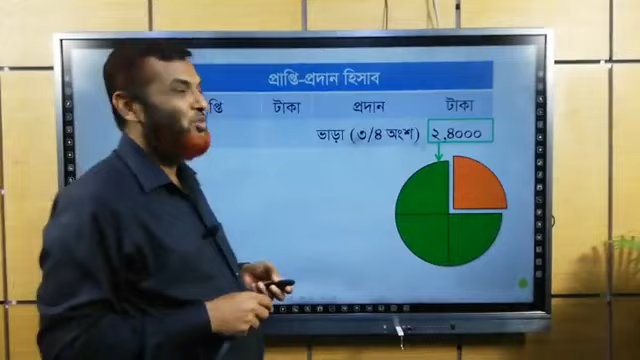 প্রাপ্তি-প্রদান হিসাব
প্তি টাকা প্রদান টাকা
ভাড়া (৩/৪ অংশ) ২,৪০০০